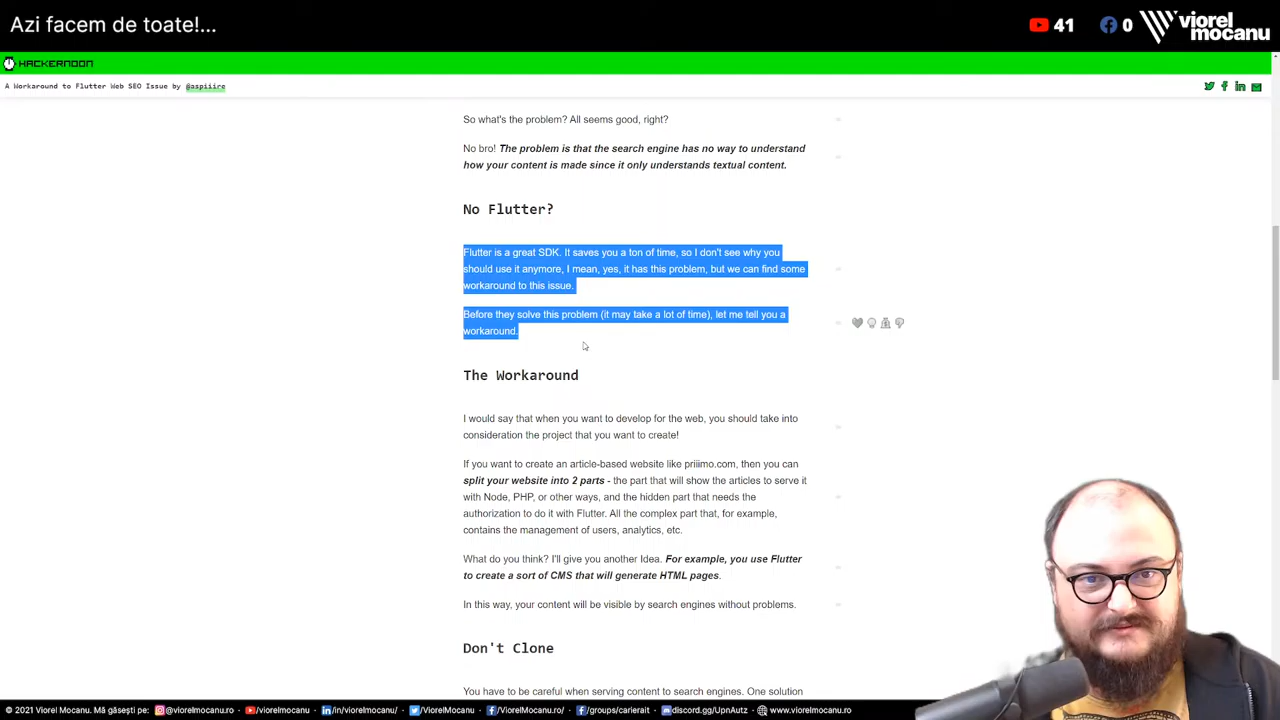 Azi facem de toate!...
41
0
viorel
mocanu
HACKERNOON
A Workaround to Flutter Web SEO Issue by @aspiiire
So what's the problem? All seems good, right?
No bro! The problem is that the search engine has no way to understand
how your content is made since it only understands textual content.
No Flutter?
Flutter is a great SDK. It saves you a ton of time, so I don't see why you
should use it anymore, I mean, yes, it has this problem, but we can find some
workaround to this issue.
Before they solve this problem (it may take a lot of time), let me tell you a
workaround.
The Workaround
I would say that when you want to develop for the web, you should take into
consideration the project that you want to create!
If you want to create an article-based website like priiimo.com, then you can
split your website into 2 parts - the part that will show the articles to serve it
with Node, PHP, or other ways, and the hidden part that needs the
authorization to do it with Flutter. All the complex part that, for example,
contains the management of users, analytics, etc.
What do you think? I'll give you another Idea. For example, you use Flutter
to create a sort of CMS that will generate HTML pages.
In this way, your content will be visible by search engines without problems.
Don't Clone
You have to be careful when serving content to search engines. One solution
© 2021 Viorel Mocanu. Mă găsești pe: @viorelmocanu.ro · /viorelmocanu · /in/viorelmocanu/ · /viorelmocanu · /ViorelMocanu.ro/ · /groups/carierait · discord.gg/UpnAutz · www.viorelmocanu.ro